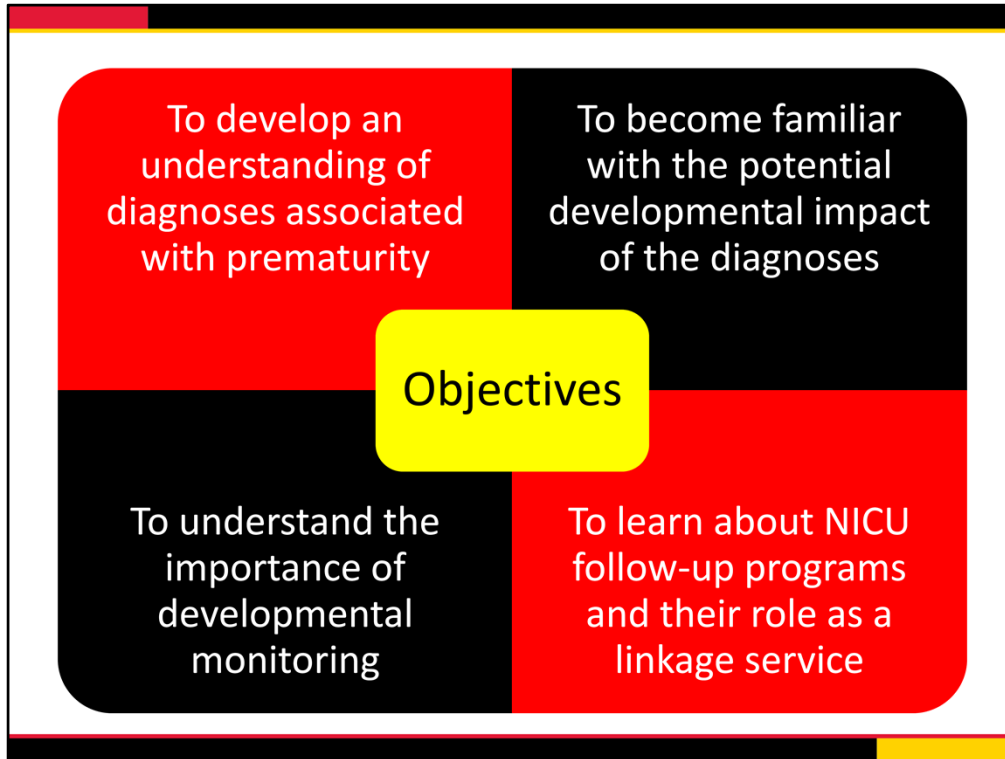 To develop an
understanding of
diagnoses associated
with prematurity
To become familiar
with the potential
developmental impact
of the diagnoses
Objectives
To understand the
importance of
developmental
monitoring
To learn about NICU
follow-up programs
and their role as a
linkage service